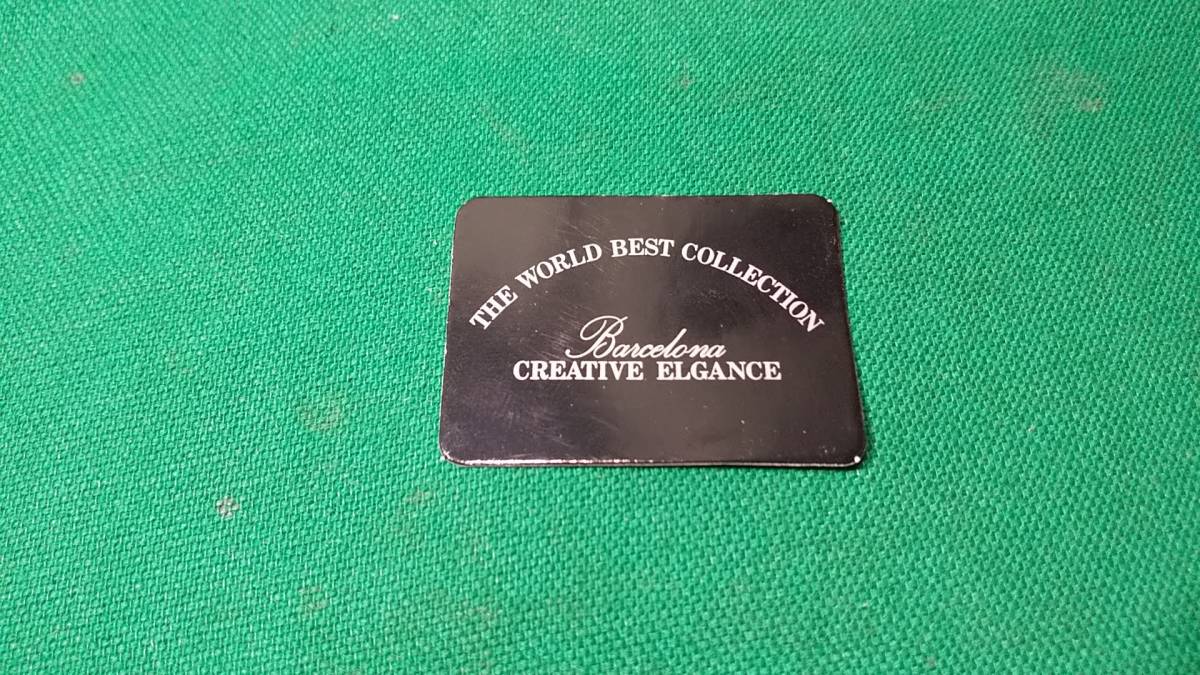 THE WORLD BEST COLLECTION
Barcelona
CREATIVE ELGANCE